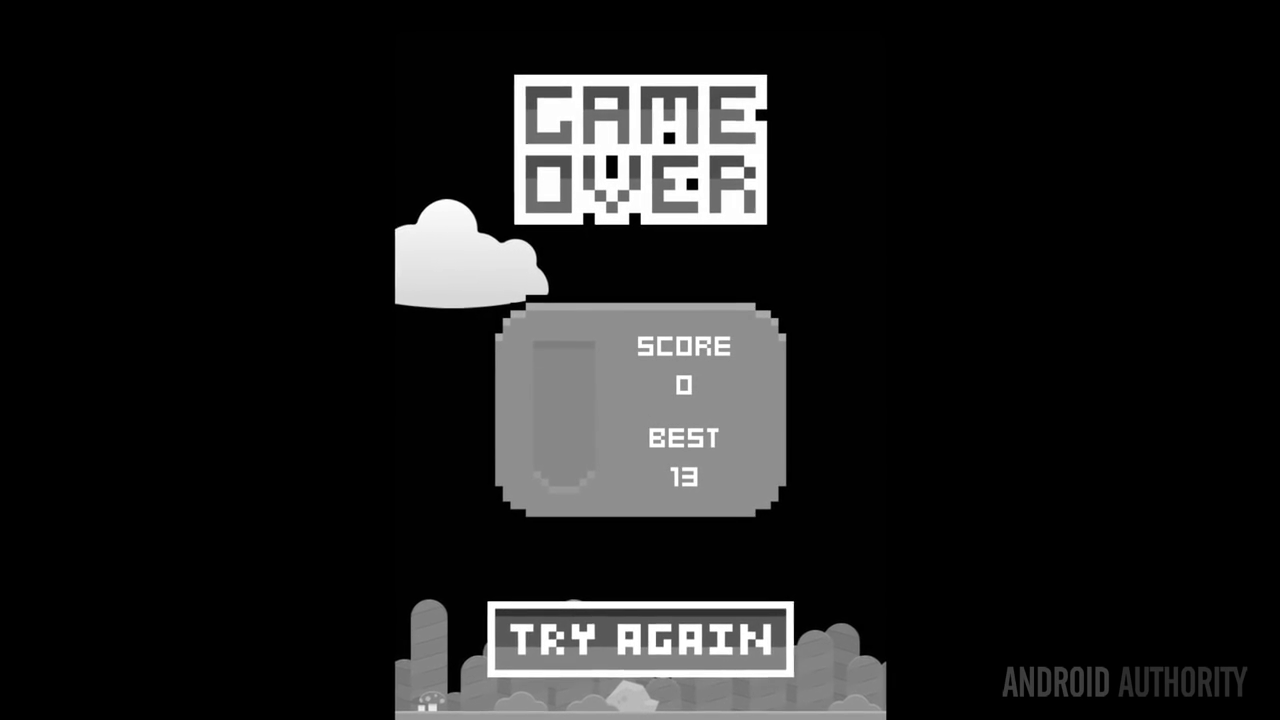 GAME
OVER
SCORE
0
BEST
13
TRY AGAIN
ANDROID AUTHORITY